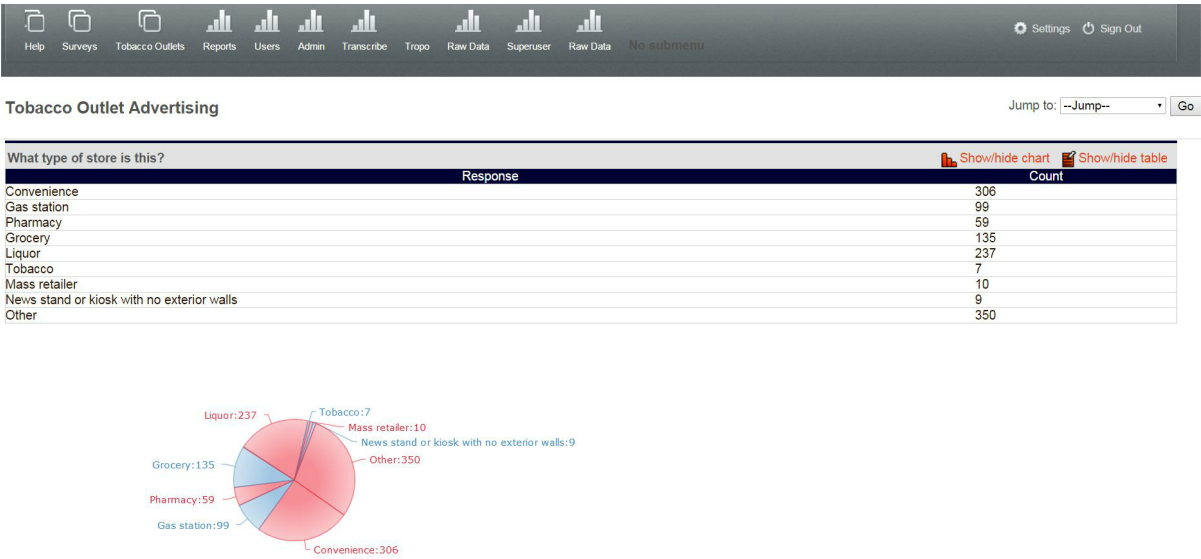 Help Surveys Tobacco Outlets Reports Users Admin Transcribe Tropo Raw Data Superuser Raw Data No submenu Settings Sign Out
Tobacco Outlet Advertising Jump to: --Jump-- Go
What type of store is this? Show/hide chart Show/hide table
Response Count
Convenience 306
Gas station 99
Pharmacy 59
Grocery 135
Liquor 237
Tobacco 7
Mass retailer 10
News stand or kiosk with no exterior walls 9
Other 350
Liquor:237 Tobacco:7
Mass retailer:10
News stand or kiosk with no exterior walls:9
Grocery:135 Other:350
Pharmacy:59
Gas station:99
Convenience:306